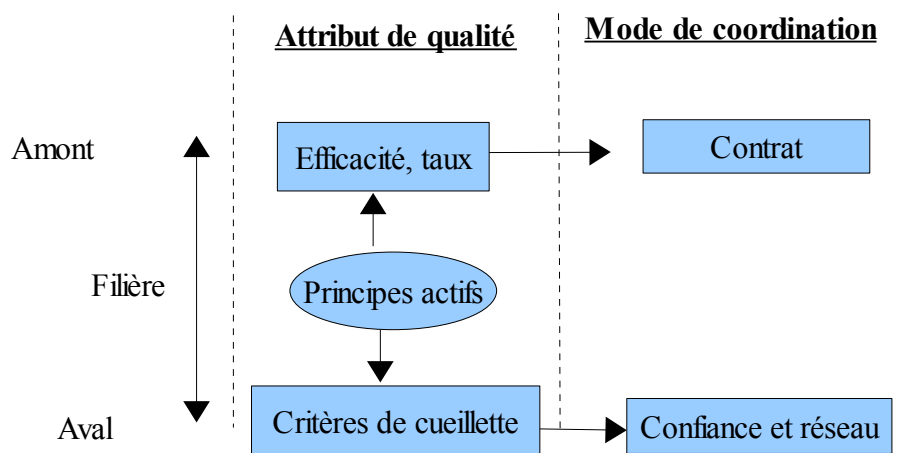 Attribut de qualité
Mode de coordination
Amont
Efficacité, taux
Contrat
Filière
Principes actifs
Aval
Critères de cueillette
Confiance et réseau